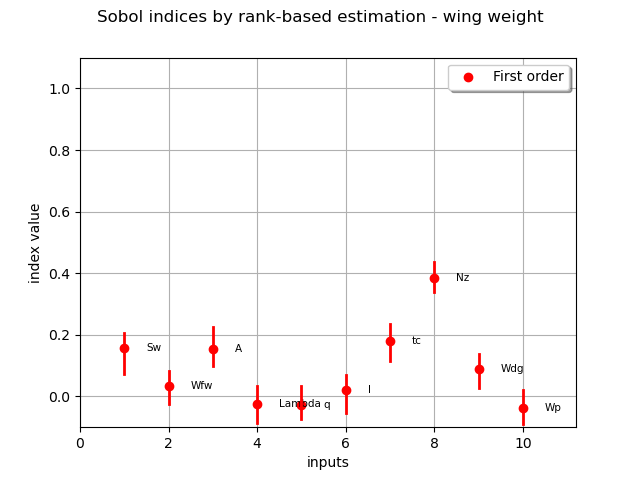 Sobol indices by rank-based estimation - wing weight
First order
index value
1.0
0.8
0.6
0.4
0.2
0.0
Sw
Wfw
A
Lambda
q
l
tc
Nz
Wdg
Wp
0 2 4 6 8 10
inputs